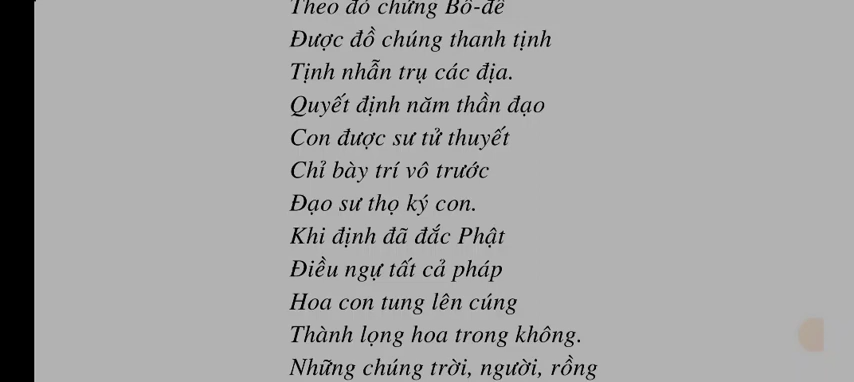 Theo đó chứng Bồ-đề
Được đồ chúng thanh tịnh
Tịnh nhẫn trụ các địa.
Quyết định năm thần đạo
Con được sư tử thuyết
Chỉ bày trí vô trước
Đạo sư thọ ký con.
Khi định đã đắc Phật
Điều ngự tất cả pháp
Hoa con tung lên cúng
Thành lọng hoa trong không.
Những chúng trời, người, rồng